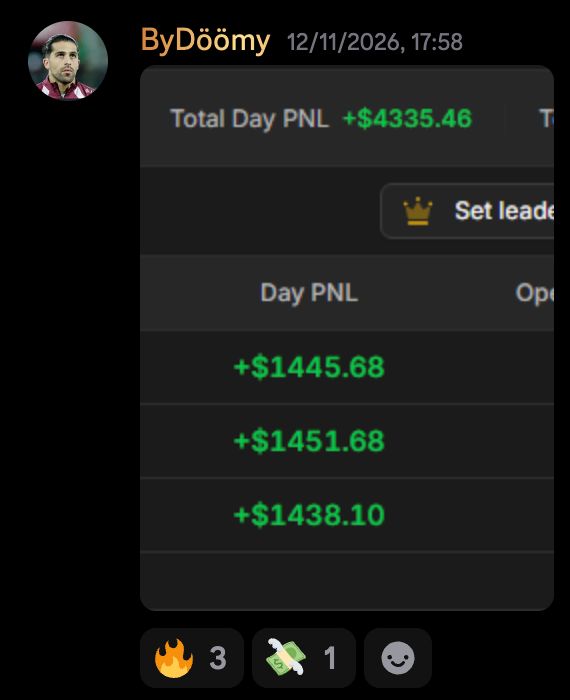 ByDöömy 12/11/2026, 17:58
Total Day PNL +$4335.46
Set leade
Day PNL Ope
+$1445.68
+$1451.68
+$1438.10
3 1